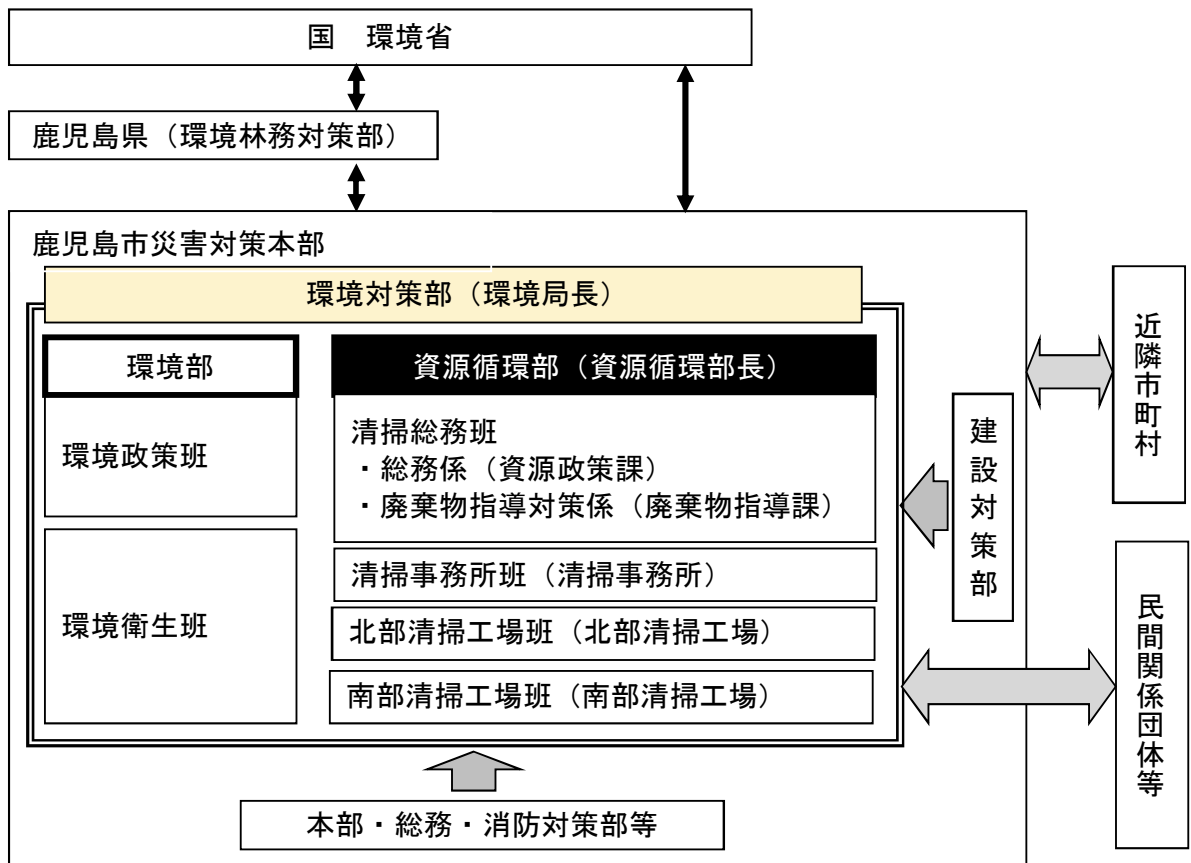 国　環境省
鹿児島県（環境林務対策部）
鹿児島市災害対策本部
環境対策部（環境局長）
環境部
環境政策班
環境衛生班
資源循環部（資源循環部長）
清掃総務班
・総務係（資源政策課）
・廃棄物指導対策係（廃棄物指導課）
清掃事務所班（清掃事務所）
北部清掃工場班（北部清掃工場）
南部清掃工場班（南部清掃工場）
建設対策部
近隣市町村
民間関係団体等
本部・総務・消防対策部等